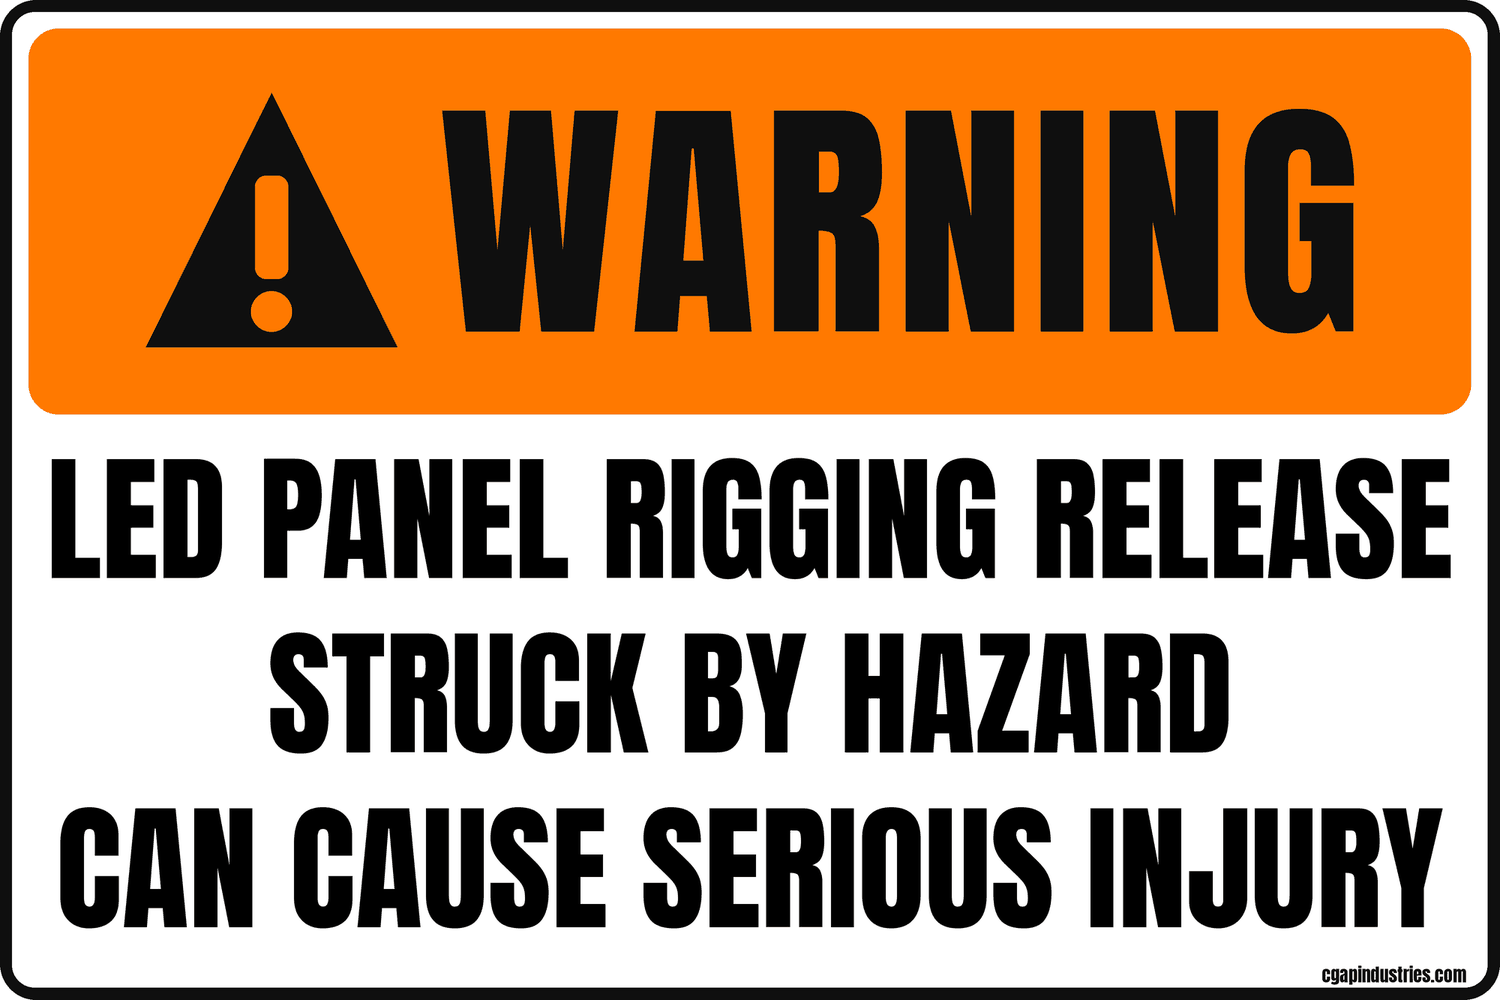 WARNING
LED PANEL RIGGING RELEASE
STRUCK BY HAZARD
CAN CAUSE SERIOUS INJURY
cgapindustries.com